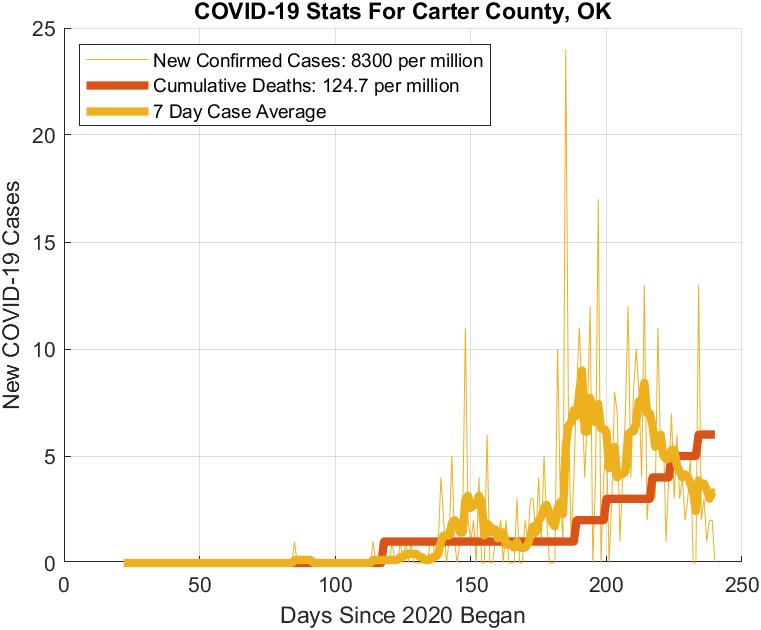 COVID-19 Stats For Carter County, OK
New Confirmed Cases: 8300 per million
Cumulative Deaths: 124.7 per million
7 Day Case Average
25
20
15
10
5
0
New COVID-19 Cases
0 50 100 150 200 250
Days Since 2020 Began